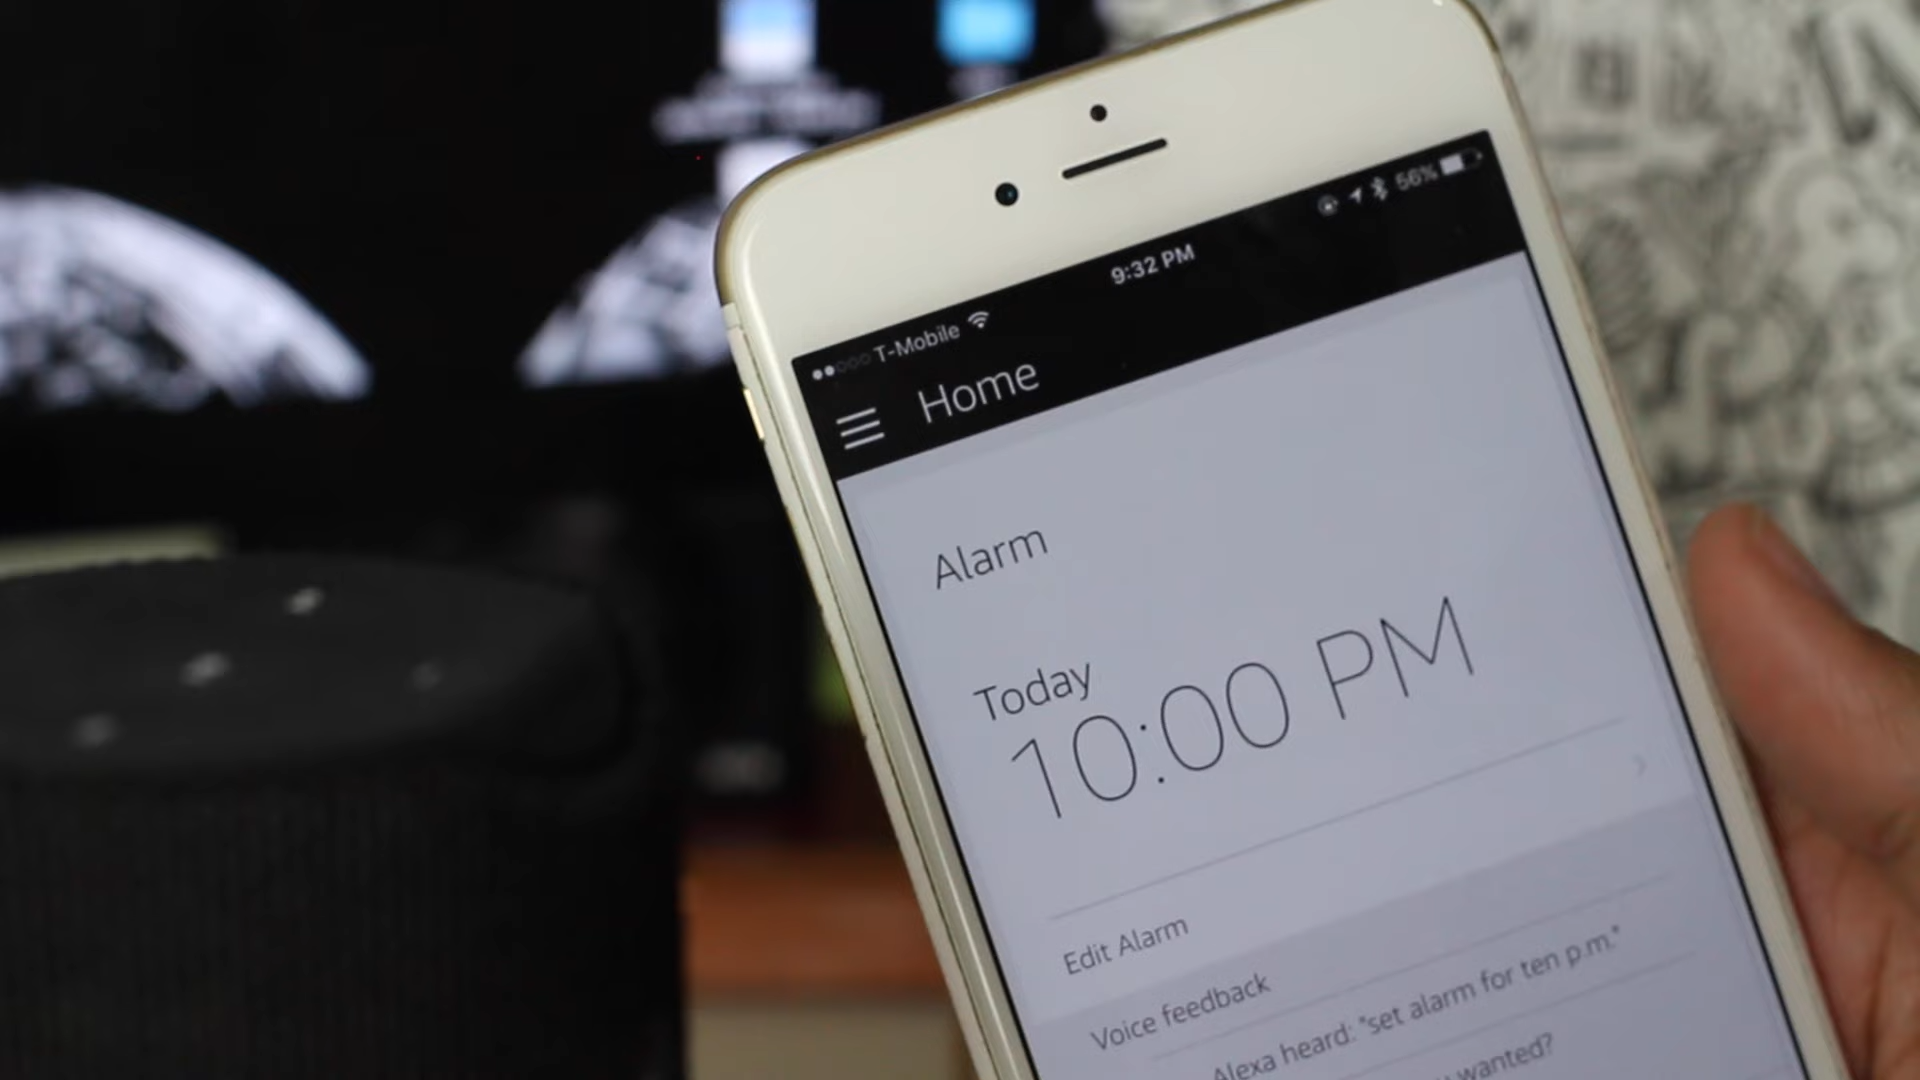 T-Mobile 9:32 PM 56%
Home
Alarm
Today
10:00 PM
Edit Alarm
Voice feedback
Alexa heard: "set alarm for ten p.m."
wanted?